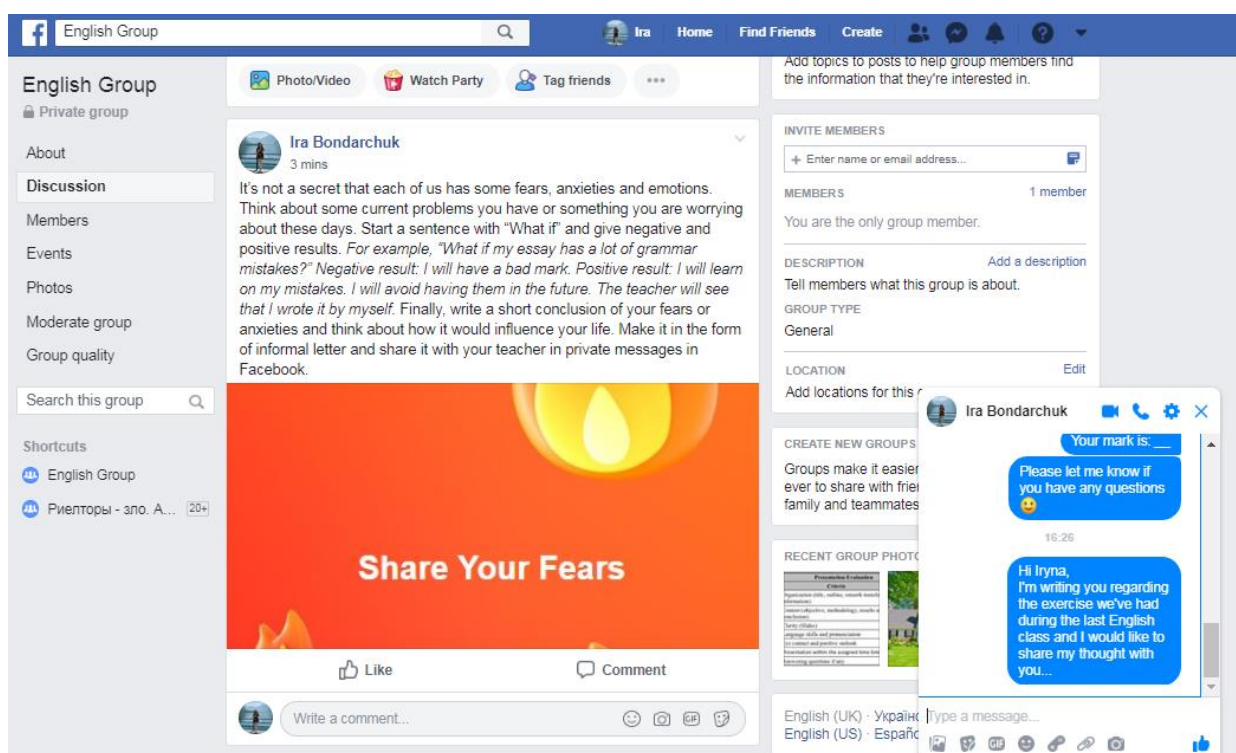 English Group
Ira
Home
Find Friends
Create
English Group
Private group
About
Discussion
Members
Events
Photos
Moderate group
Group quality
Search this group
Shortcuts
English Group
Риелторы - зло. А... 20+
Photo/Video
Watch Party
Tag friends
Ira Bondarchuk
3 mins
It's not a secret that each of us has some fears, anxieties and emotions.
Think about some current problems you have or something you are worrying
about these days. Start a sentence with “What if” and give negative and
positive results. For example, “What if my essay has a lot of grammar
mistakes?” Negative result: I will have a bad mark. Positive result: I will learn
on my mistakes. I will avoid having them in the future. The teacher will see
that I wrote it by myself. Finally, write a short conclusion of your fears or
anxieties and think about how it would influence your life. Make it in the form
of informal letter and share it with your teacher in private messages in
Facebook.
Share Your Fears
Like
Comment
Write a comment...
GIF
Add topics to posts to help group members find
the information that they're interested in.
INVITE MEMBERS
+ Enter name or email address...
MEMBERS
1 member
You are the only group member.
DESCRIPTION
Add a description
Tell members what this group is about.
GROUP TYPE
General
LOCATION
Edit
Add locations for this
CREATE NEW GROUPS
Groups make it easier
ever to share with frie
family and teammates
RECENT GROUP PHOTO
Presentation Evaluation
Criteria
English (UK) · Українс
English (US) · Españo
Ira Bondarchuk
Your mark is: __
Please let me know if
you have any questions
16:26
Hi Iryna,
I'm writing you regarding
the exercise we've had
during the last English
class and I would like to
share my thought with
you...
Type a message...
GIF